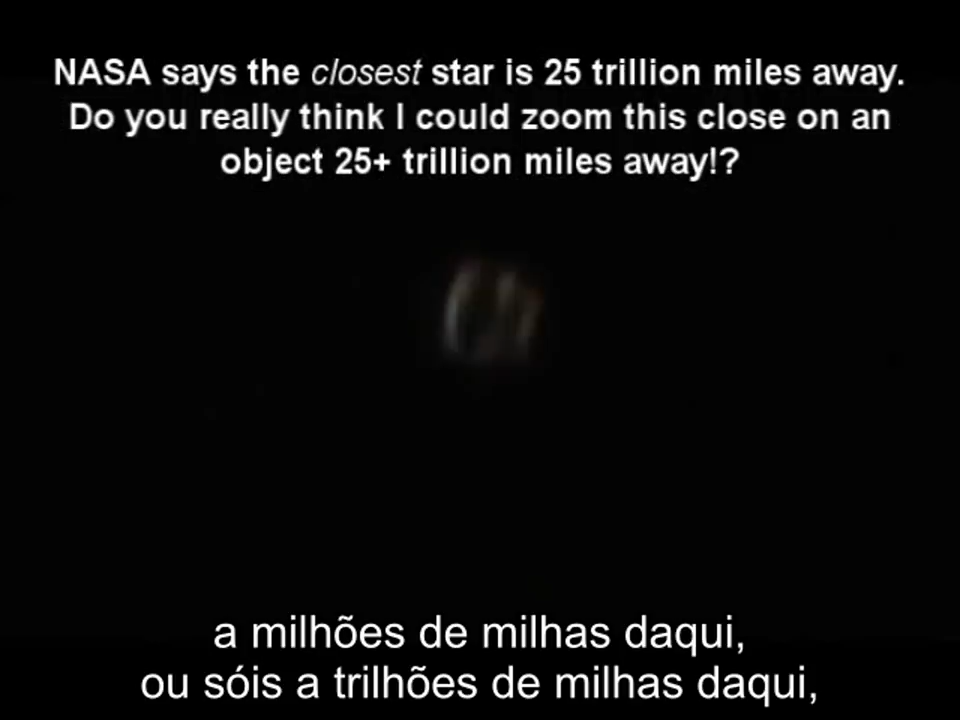 NASA says the closest star is 25 trillion miles away.
Do you really think I could zoom this close on an
object 25+ trillion miles away!?
a milhões de milhas daqui,
ou sóis a trilhões de milhas daqui,